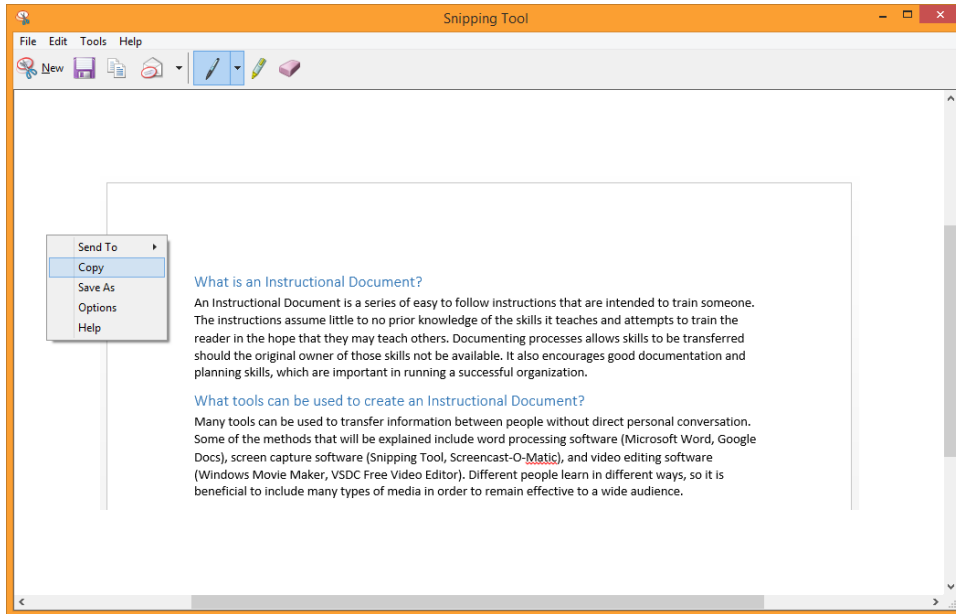 Snipping Tool
File Edit Tools Help
New
Send To
Copy
Save As
Options
Help
What is an Instructional Document?
An Instructional Document is a series of easy to follow instructions that are intended to train someone.
The instructions assume little to no prior knowledge of the skills it teaches and attempts to train the
reader in the hope that they may teach others. Documenting processes allows skills to be transferred
should the original owner of those skills not be available. It also encourages good documentation and
planning skills, which are important in running a successful organization.
What tools can be used to create an Instructional Document?
Many tools can be used to transfer information between people without direct personal conversation.
Some of the methods that will be explained include word processing software (Microsoft Word, Google
Docs), screen capture software (Snipping Tool, Screencast-O-Matic), and video editing software
(Windows Movie Maker, VSDC Free Video Editor). Different people learn in different ways, so it is
beneficial to include many types of media in order to remain effective to a wide audience.